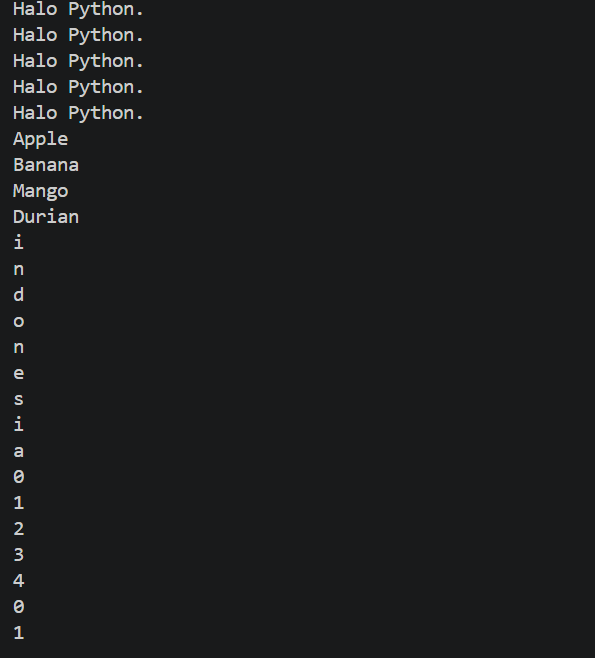 Halo Python.
Halo Python.
Halo Python.
Halo Python.
Halo Python.
Apple
Banana
Mango
Durian
i
n
d
o
n
e
s
i
a
0
1
2
3
4
0
1